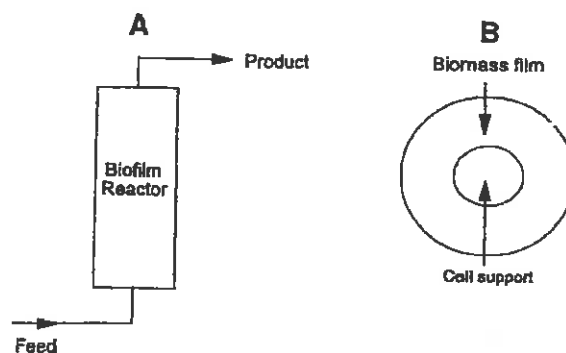 A
Product
Biofilm
Reactor
Feed
B
Biomass film
Cell support